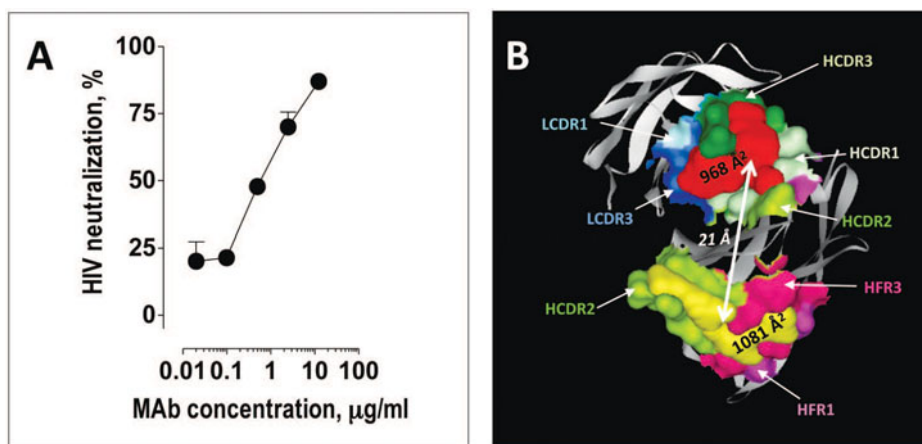 A
HIV neutralization, %
100
75
50
25
0
0.01 0.1 1 10 100
MAb concentration, μg/ml
B
HCDR3
LCDR1
968 Å²
HCDR1
LCDR3
21 Å
HCDR2
HCDR2
HFR3
1081 Å²
HFR1